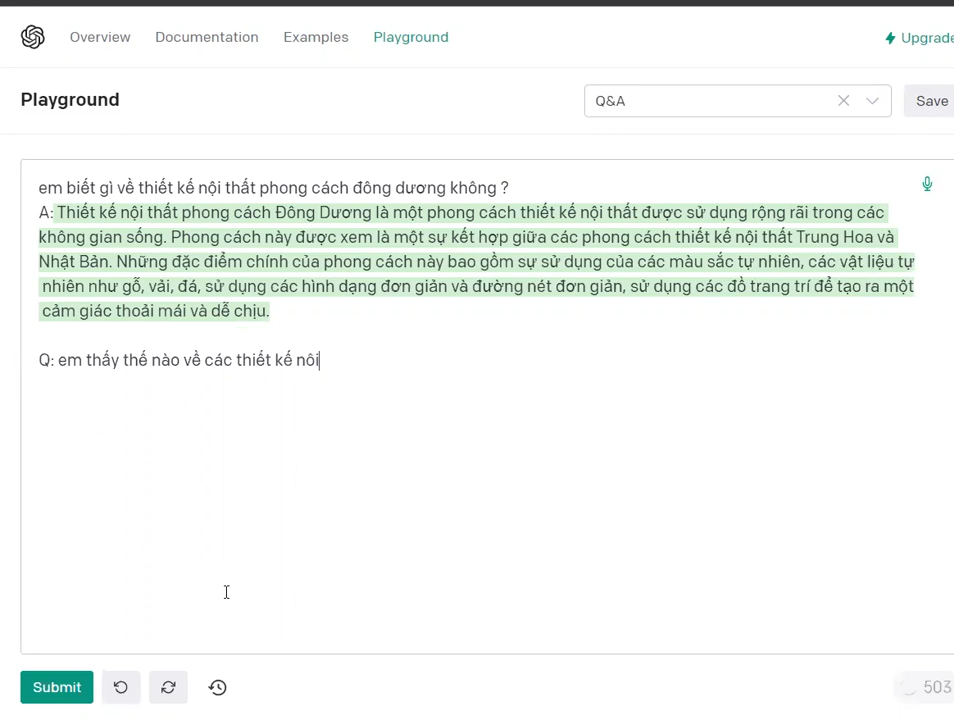 Overview Documentation Examples Playground Upgrade
Playground Q&A Save
em biết gì về thiết kế nội thất phong cách đông dương không ?
A: Thiết kế nội thất phong cách Đông Dương là một phong cách thiết kế nội thất được sử dụng rộng rãi trong các
không gian sống. Phong cách này được xem là một sự kết hợp giữa các phong cách thiết kế nội thất Trung Hoa và
Nhật Bản. Những đặc điểm chính của phong cách này bao gồm sự sử dụng của các màu sắc tự nhiên, các vật liệu tự
nhiên như gỗ, vải, đá, sử dụng các hình dạng đơn giản và đường nét đơn giản, sử dụng các đồ trang trí để tạo ra một
cảm giác thoải mái và dễ chịu.
Q: em thấy thế nào về các thiết kế nôi
Submit 503